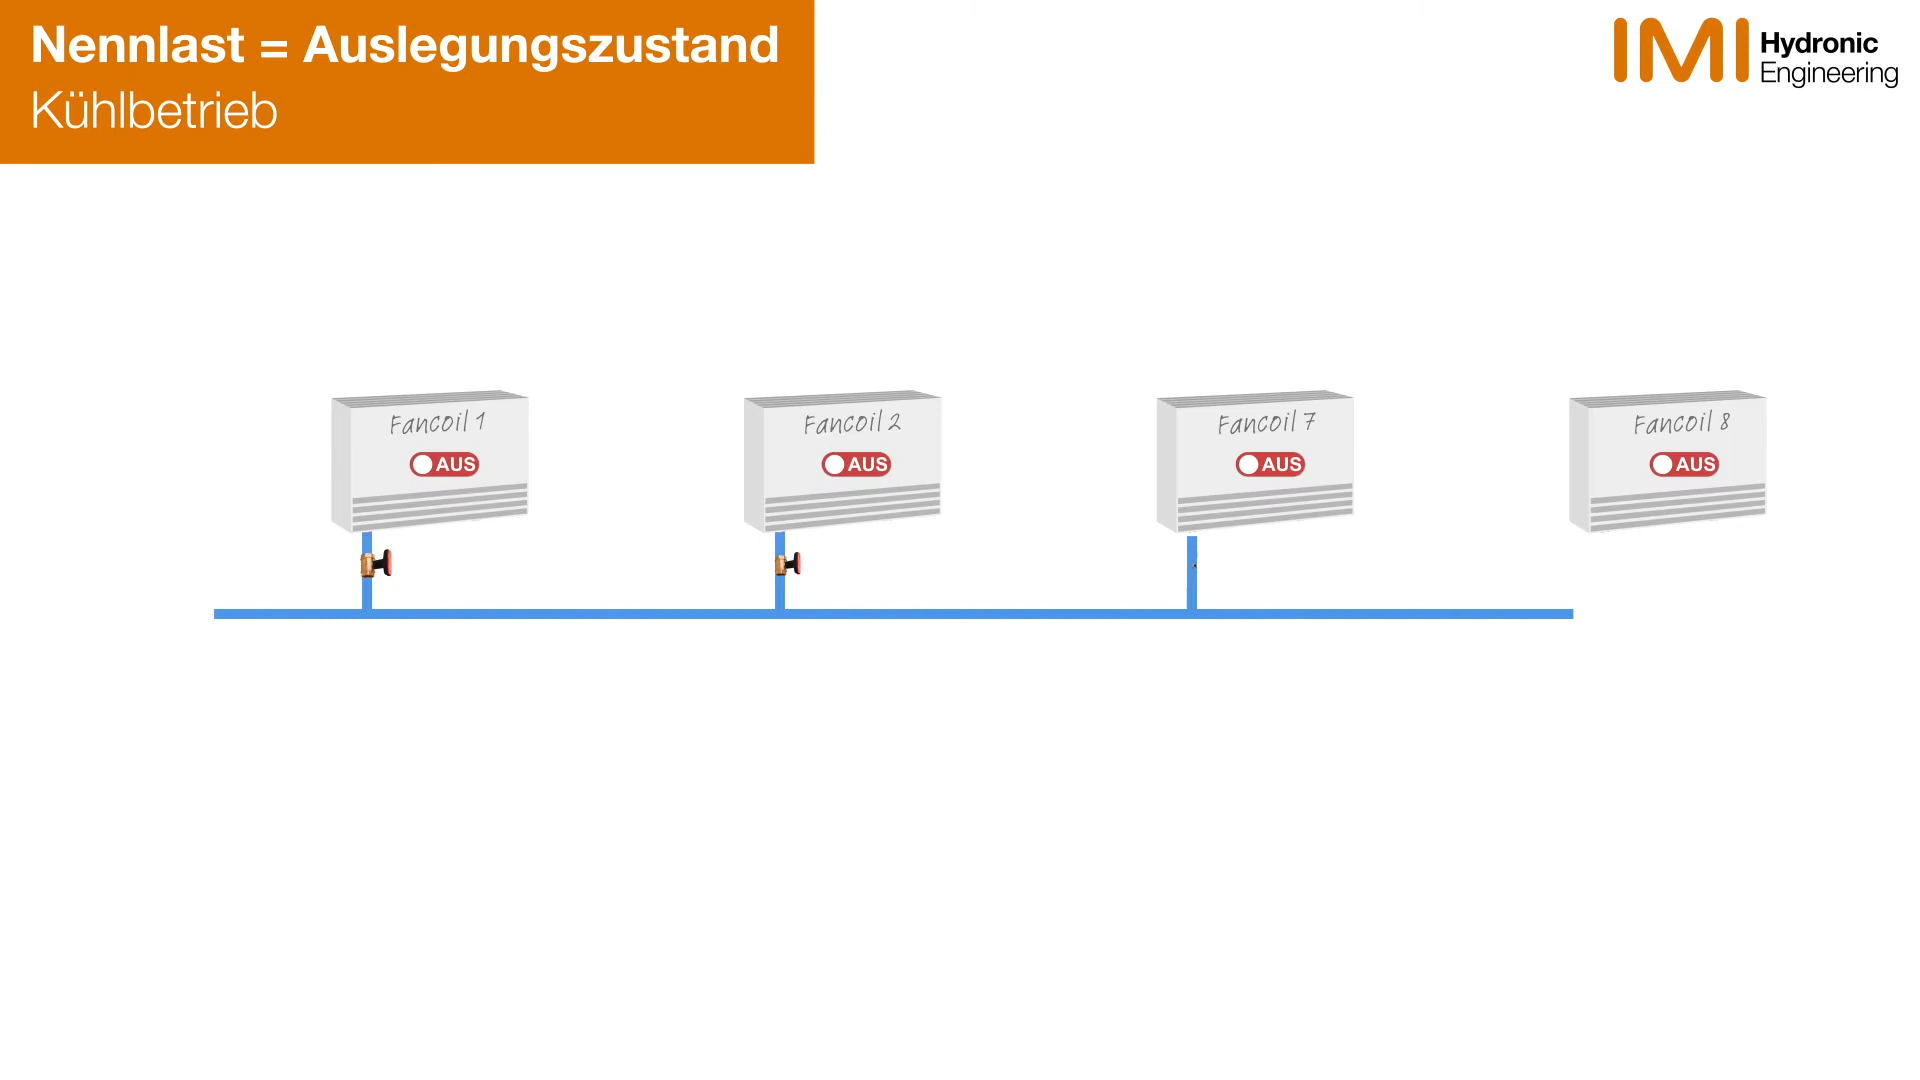 Nennlast = Auslegungszustand
Kühlbetrieb
IMI Hydronic
Engineering
Fancoil 1
AUS
Fancoil 2
AUS
Fancoil 7
AUS
Fancoil 8
AUS